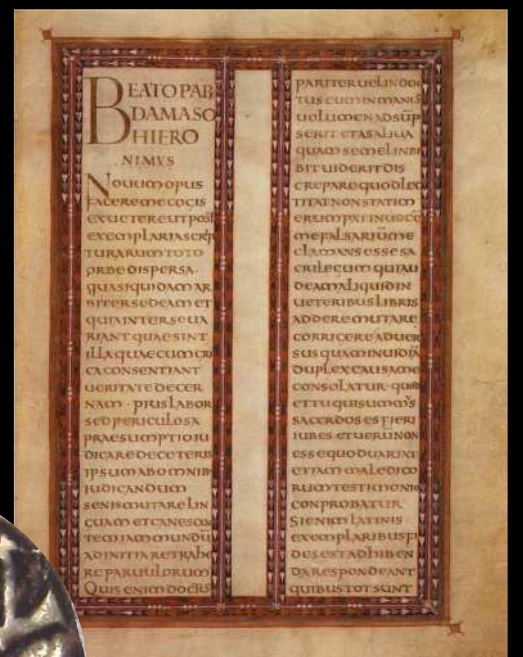 BEATO PAP
DAMASO
HIERO
NIMUS
Nouum opus
facere me cogis
ex uetere ut post
exemplaria scrip
turarum toto
orbe dispersa
quasi quidam ar
biter sedeam et
quia inter se ua
riant quae sint
illa quae cum gr
ca consentiant
ueritate decer
nam · pius labor
sed periculosa
praesumptio iu
dicare de ceteris
ipsum ab omnib
iudicandum
senis mutare lin
guam et canescen
tem iam mundū
ad initia retrahe
re paruulorum
Quis enim doctus
pariter uel indoc
tus cum in manus
uolumen adsūp
serit et a saliua
quam semel inbi
bit uiderit dis
crepare quod lec
titat non statim
erumpat in uoce
me falsariūme
clamans esse sa
crilegum qui au
deam aliquid in
ueteribus libris
addere mutare
corrigere aduer
sus quam inuidiā
duplex causa me
consolatur · quod
et tu qui summus
sacerdos es fieri
iubes et uerū non
esse quod uariat
etiam maledico
rum testimonio
conprobatur
Si enim latinis
exemplaribus fi
des est adhiben
da respondeant
quibus tot sunt